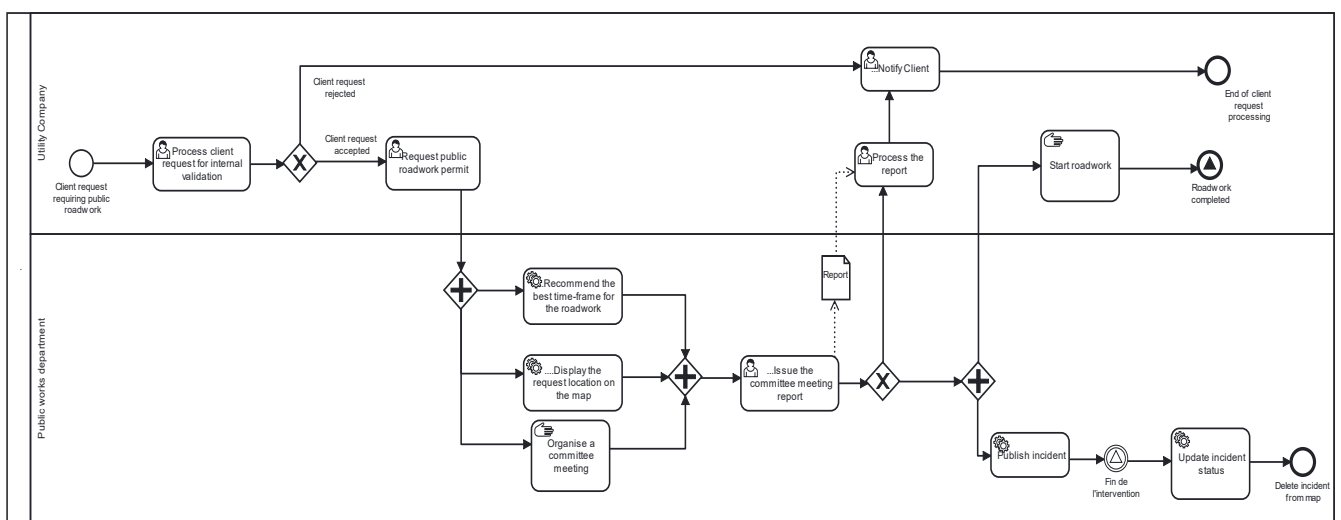 Utility Company
Client request
requiring public
roadwork
Process client
request for internal
validation
X
Client request
rejected
Client request
accepted
Request public
roadwork permit
...Notify Client
End of client
request
processing
Process the
report
Start roadwork
Roadwork
completed
Report
.
Public works department
...Recommend the
best time-frame for
the roadwork
....Display the
request location on
the map
Organise a
committee
meeting
...Issue the
committee meeting
report
X
Publish incident
Fin de
l'intervention
Update incident
status
Delete incident
from map